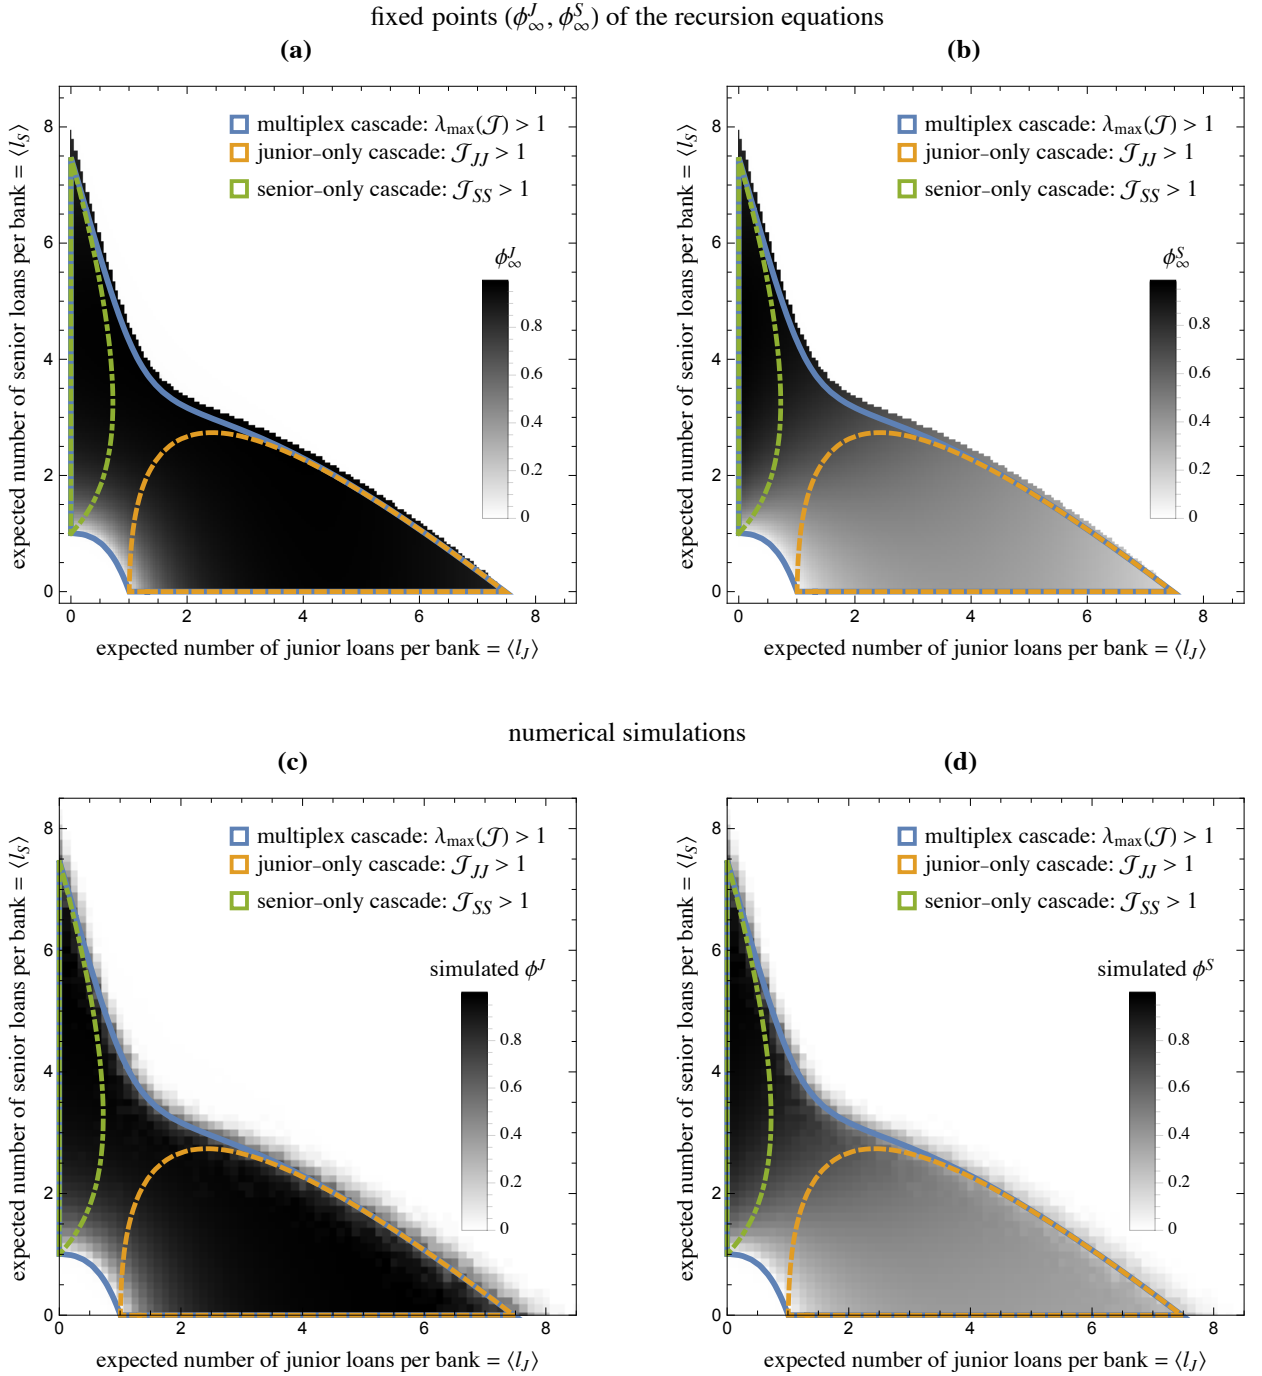 fixed points (ϕ_∞^J, ϕ_∞^S) of the recursion equations
(a)
multiplex cascade: λ_max(𝒥) > 1
junior-only cascade: 𝒥_JJ > 1
senior-only cascade: 𝒥_SS > 1
ϕ_∞^J
0.8
0.6
0.4
0.2
0
8
6
4
2
0
0 2 4 6 8
expected number of senior loans per bank = ⟨l_S⟩
expected number of junior loans per bank = ⟨l_J⟩
(b)
multiplex cascade: λ_max(𝒥) > 1
junior-only cascade: 𝒥_JJ > 1
senior-only cascade: 𝒥_SS > 1
ϕ_∞^S
0.8
0.6
0.4
0.2
0
8
6
4
2
0
0 2 4 6 8
expected number of senior loans per bank = ⟨l_S⟩
expected number of junior loans per bank = ⟨l_J⟩
numerical simulations
(c)
multiplex cascade: λ_max(𝒥) > 1
junior-only cascade: 𝒥_JJ > 1
senior-only cascade: 𝒥_SS > 1
simulated ϕ^J
0.8
0.6
0.4
0.2
0
8
6
4
2
0
0 2 4 6 8
expected number of senior loans per bank = ⟨l_S⟩
expected number of junior loans per bank = ⟨l_J⟩
(d)
multiplex cascade: λ_max(𝒥) > 1
junior-only cascade: 𝒥_JJ > 1
senior-only cascade: 𝒥_SS > 1
simulated ϕ^S
0.8
0.6
0.4
0.2
0
8
6
4
2
0
0 2 4 6 8
expected number of senior loans per bank = ⟨l_S⟩
expected number of junior loans per bank = ⟨l_J⟩